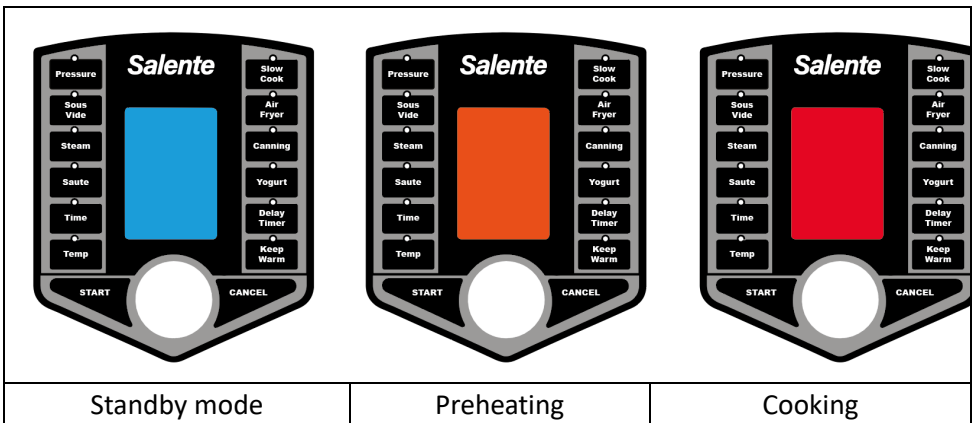 Salente
Pressure
Sous
Vide
Steam
Saute
Time
Temp
Slow
Cook
Air
Fryer
Canning
Yogurt
Delay
Timer
Keep
Warm
START
CANCEL
Salente
Pressure
Sous
Vide
Steam
Saute
Time
Temp
Slow
Cook
Air
Fryer
Canning
Yogurt
Delay
Timer
Keep
Warm
START
CANCEL
Salente
Pressure
Sous
Vide
Steam
Saute
Time
Temp
Slow
Cook
Air
Fryer
Canning
Yogurt
Delay
Timer
Keep
Warm
START
CANCEL
Standby mode
Preheating
Cooking